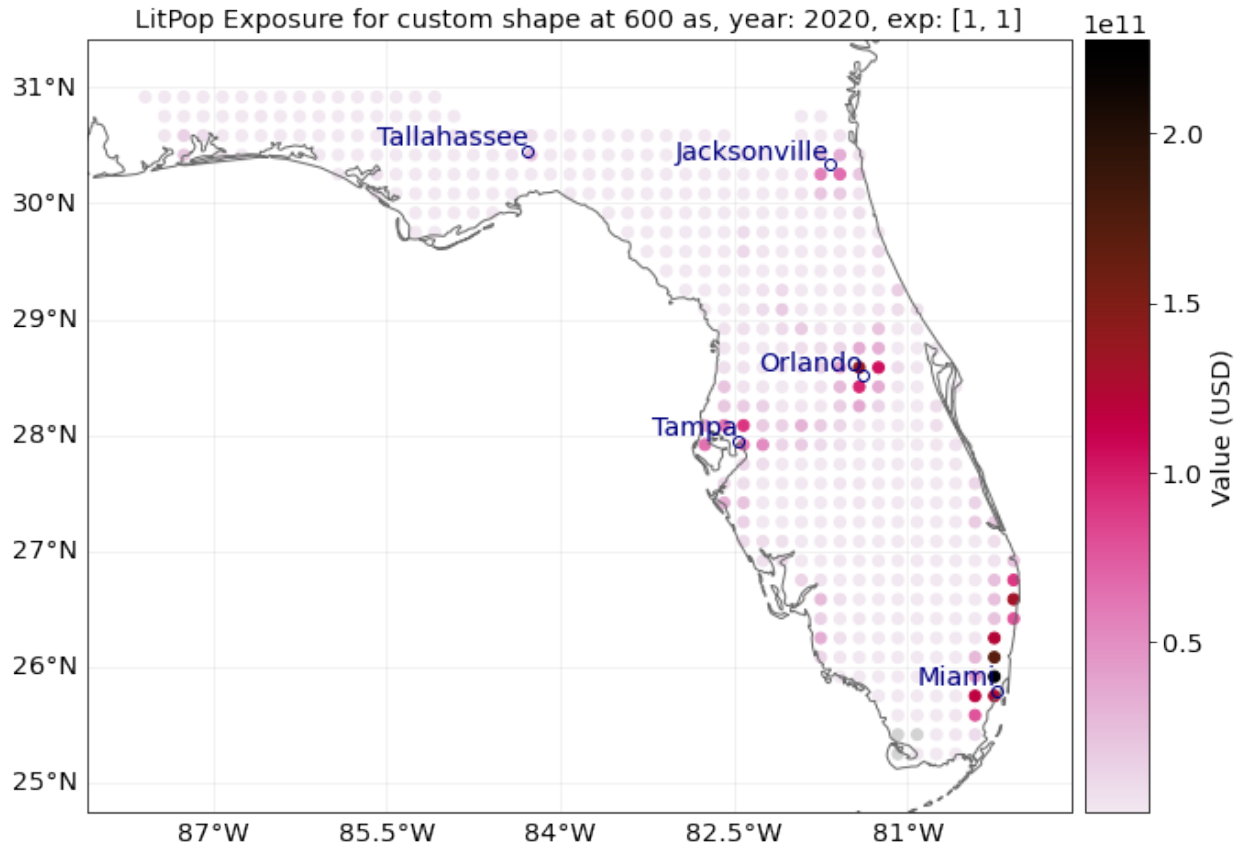 LitPop Exposure for custom shape at 600 as, year: 2020, exp: [1, 1]
1e11
31°N
30°N
29°N
28°N
27°N
26°N
25°N
Tallahassee
Jacksonville
Orlando
Tampa
Miami
87°W
85.5°W
84°W
82.5°W
81°W
2.0
1.5
1.0
0.5
Value (USD)